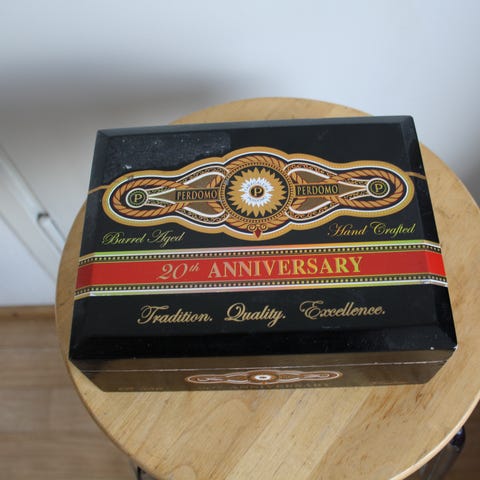 P PERDOMO P PERDOMO P
Barrel Aged Hand Crafted
20th ANNIVERSARY
Tradition. Quality. Excellence.